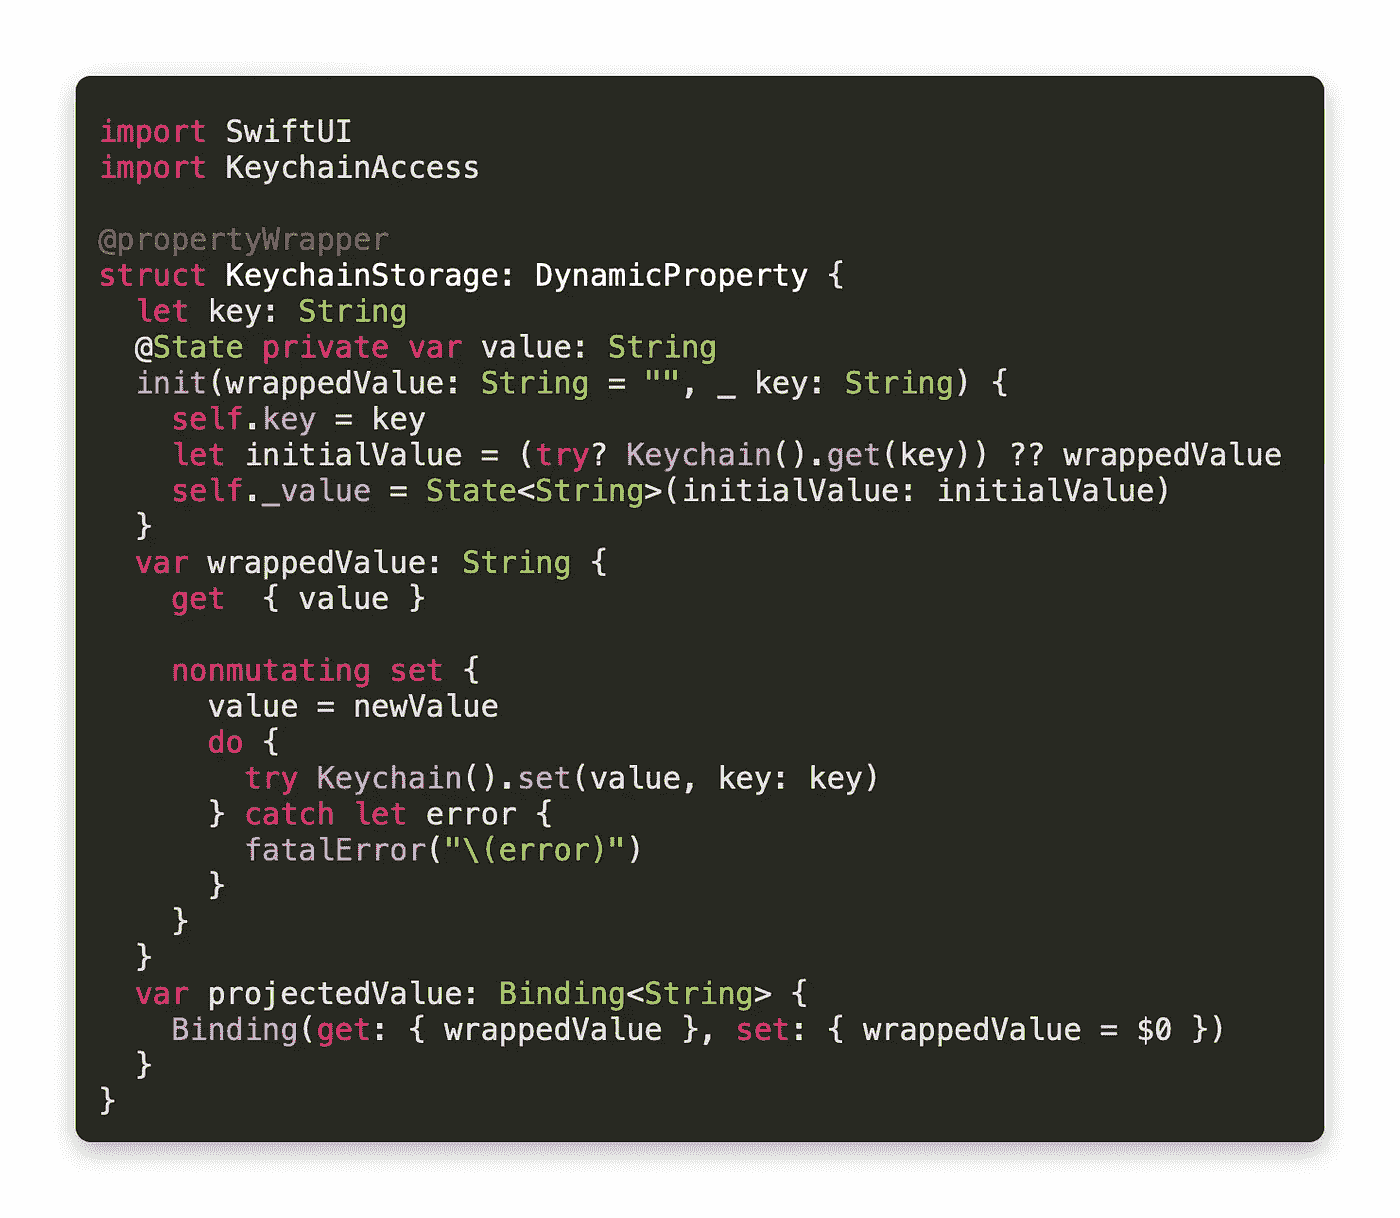 import SwiftUI
import KeychainAccess

@propertyWrapper
struct KeychainStorage: DynamicProperty {
  let key: String
  @State private var value: String
  init(wrappedValue: String = "", _ key: String) {
    self.key = key
    let initialValue = (try? Keychain().get(key)) ?? wrappedValue
    self._value = State<String>(initialValue: initialValue)
  }
  var wrappedValue: String {
    get  { value }

    nonmutating set {
      value = newValue
      do {
        try Keychain().set(value, key: key)
      } catch let error {
        fatalError("\(error)")
      }
    }
  }
  var projectedValue: Binding<String> {
    Binding(get: { wrappedValue }, set: { wrappedValue = $0 })
  }
}